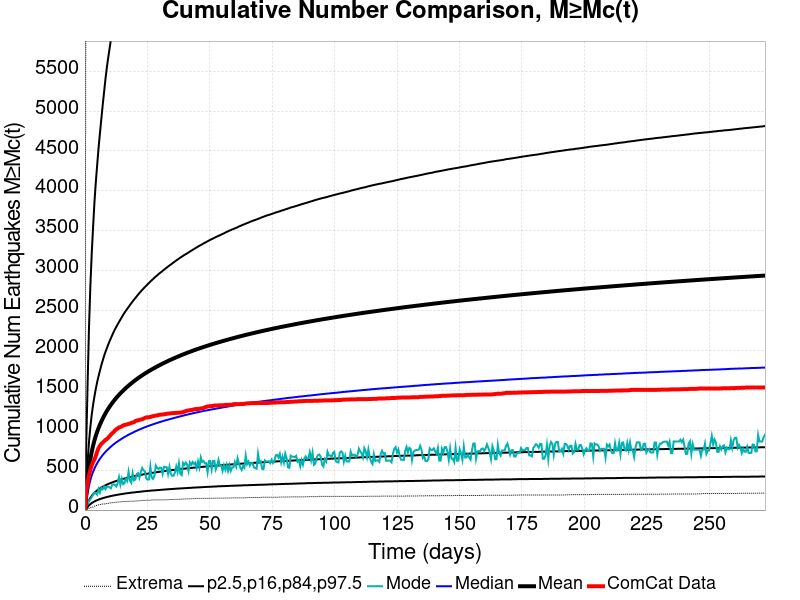 Cumulative Number Comparison, M≥Mc(t)
Cumulative Num Earthquakes M≥Mc(t)
5500
5000
4500
4000
3500
3000
2500
2000
1500
1000
500
0
0 25 50 75 100 125 150 175 200 225 250
Time (days)
Extrema p2.5,p16,p84,p97.5 Mode Median Mean ComCat Data